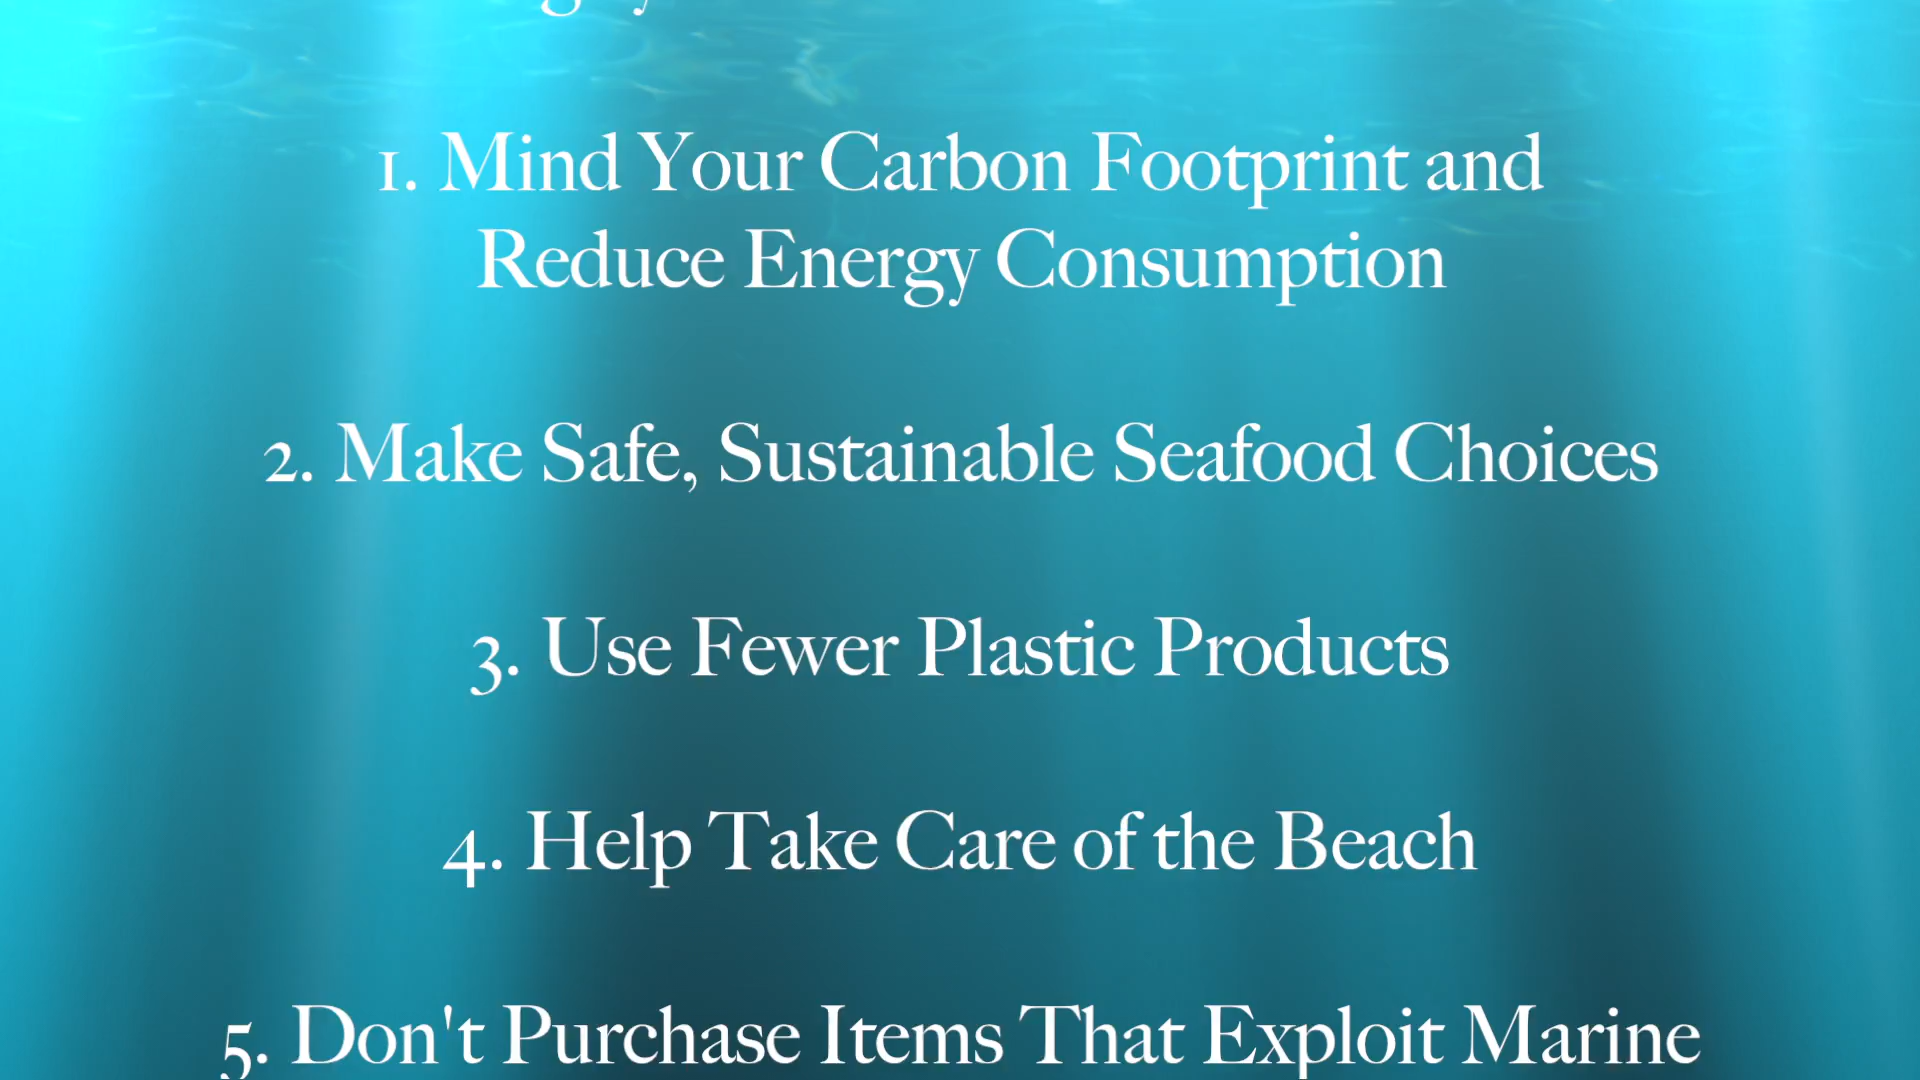 1. Mind Your Carbon Footprint and
Reduce Energy Consumption
2. Make Safe, Sustainable Seafood Choices
3. Use Fewer Plastic Products
4. Help Take Care of the Beach
5. Don't Purchase Items That Exploit Marine